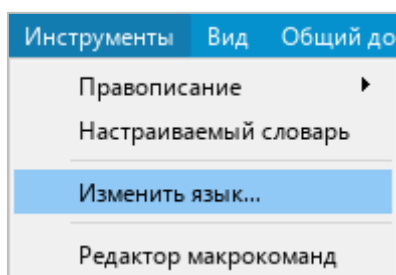 Инструменты Вид Общий до
Правописание
Настраиваемый словарь
Изменить язык...
Редактор макрокоманд